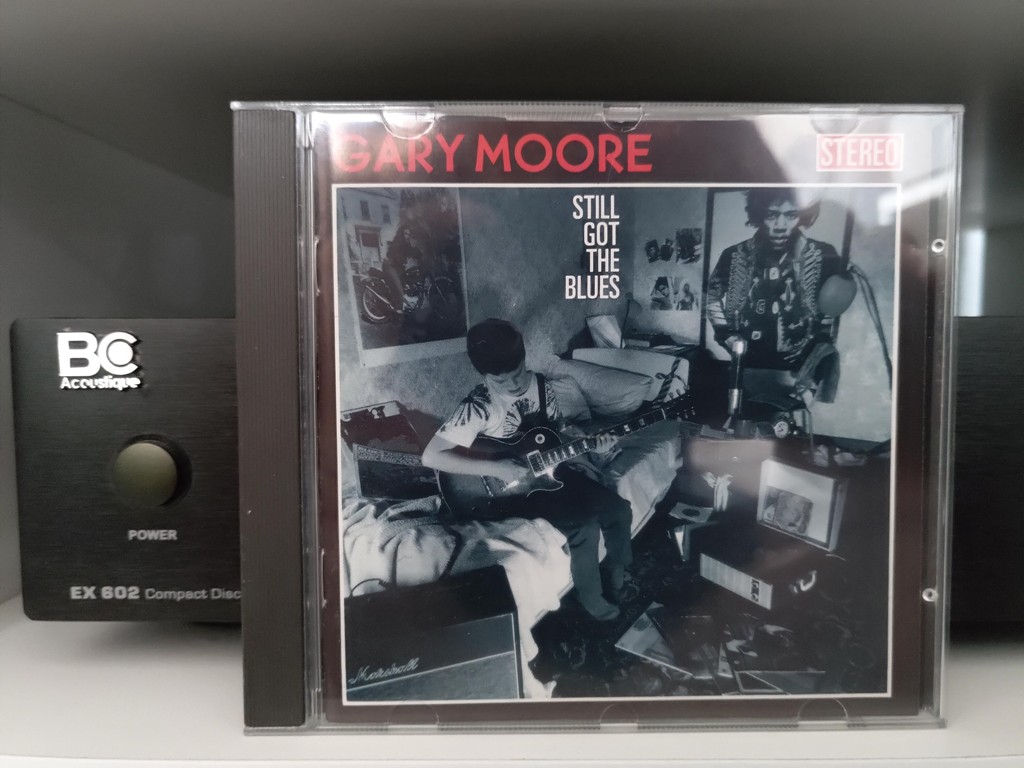 GARY MOORE
STEREO
STILL
GOT
THE
BLUES
BC
Acoustique
POWER
EX 602 Compact Disc
Marshall